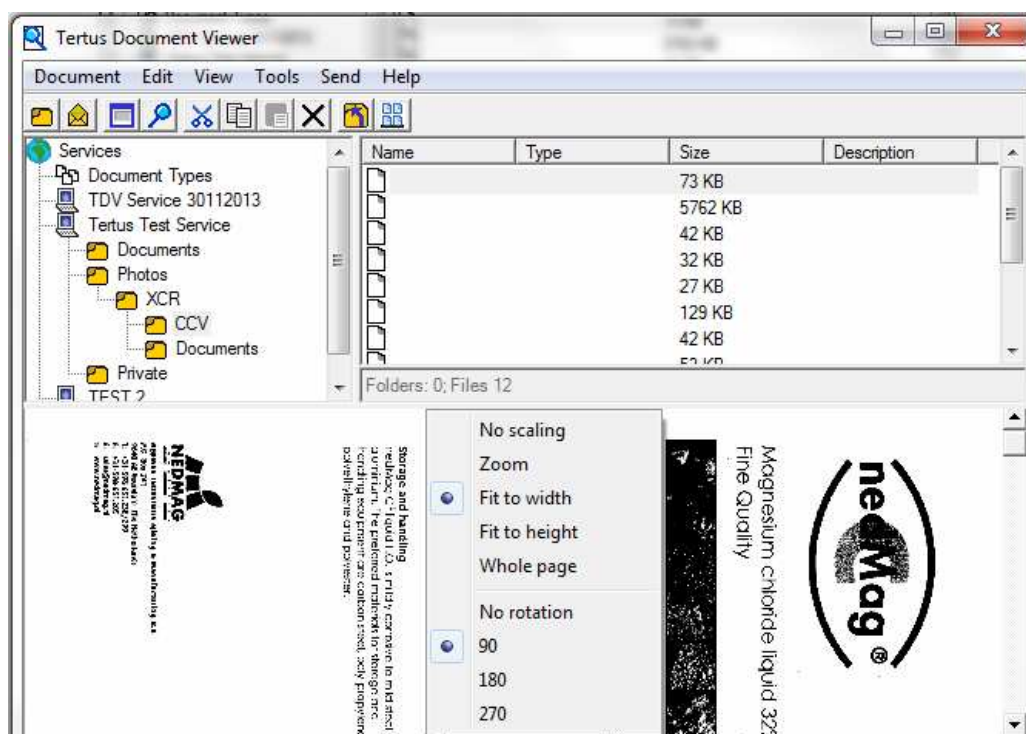 Tertus Document Viewer
Document Edit View Tools Send Help
Services
Document Types
TDV Service 30112013
Tertus Test Service
Documents
Photos
XCR
CCV
Documents
Private
TEST 2
Name Type Size Description
73 KB
5762 KB
42 KB
32 KB
27 KB
129 KB
42 KB
Folders: 0; Files 12
No scaling
Zoom
Fit to width
Fit to height
Whole page
No rotation
90
180
270
nedMag ®
Magnesium chloride liquid 32%
Fine Quality
Storage and handling
NEDMAG